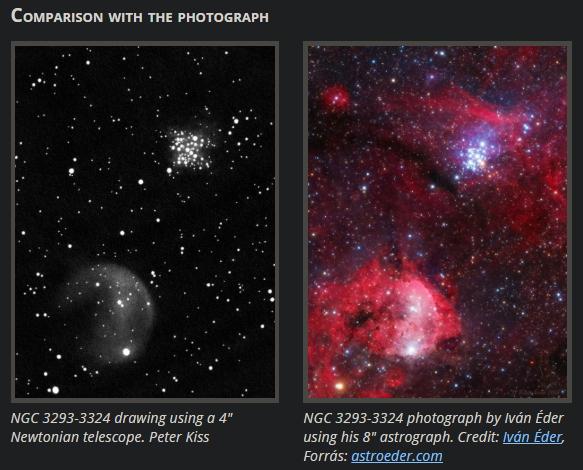 Comparison with the photograph
NGC 3293-3324 drawing using a 4"
Newtonian telescope. Peter Kiss
NGC 3293-3324 photograph by Iván Éder
using his 8" astrograph. Credit: Iván Éder,
Forrás: astroeder.com